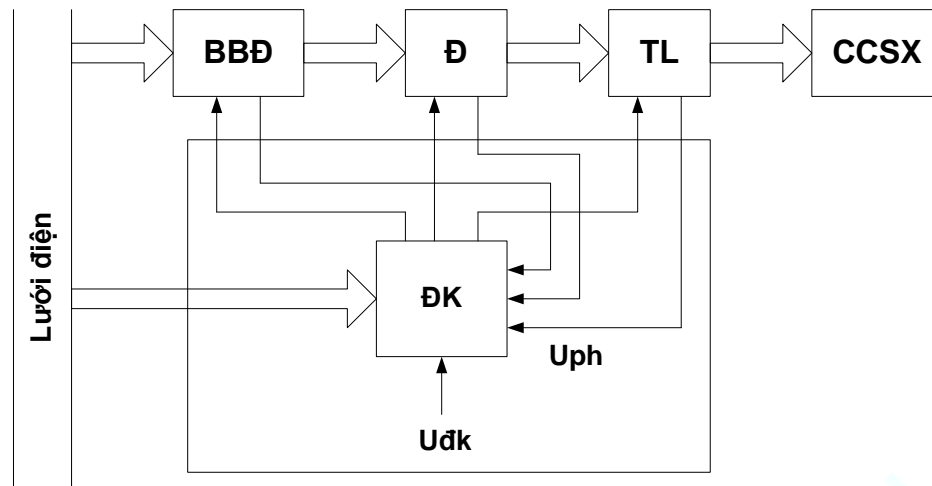 BBĐ
Đ
TL
CCSX
Lưới điện
ĐK
Uph
Uđk